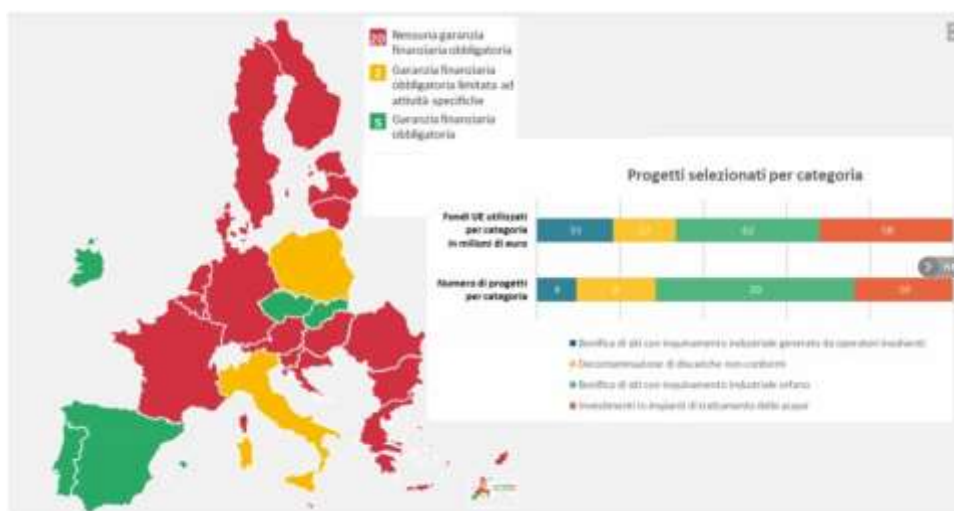 20 Nessuna garanzia
finanziaria obbligatoria
2 Garanzia finanziaria
obbligatoria limitata ad
attività specifiche
5 Garanzia finanziaria
obbligatoria
Progetti selezionati per categoria
Fondi UE utilizzati
per categoria
in milioni di euro
Numero di progetti
per categoria
Bonifica di siti con inquinamento industriale generato da operatori insolventi
Decontaminazione di discariche non conformi
Bonifica di siti con inquinamento industriale orfano
Investimenti in impianti di trattamento delle acque